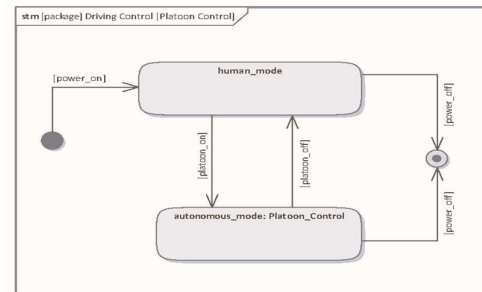 stm [package] Driving Control [Platoon Control]
[power_on]
human_mode
[platoon_on]
[platoon_off]
[power_off]
autonomous_mode: Platoon_Control
[power_off]